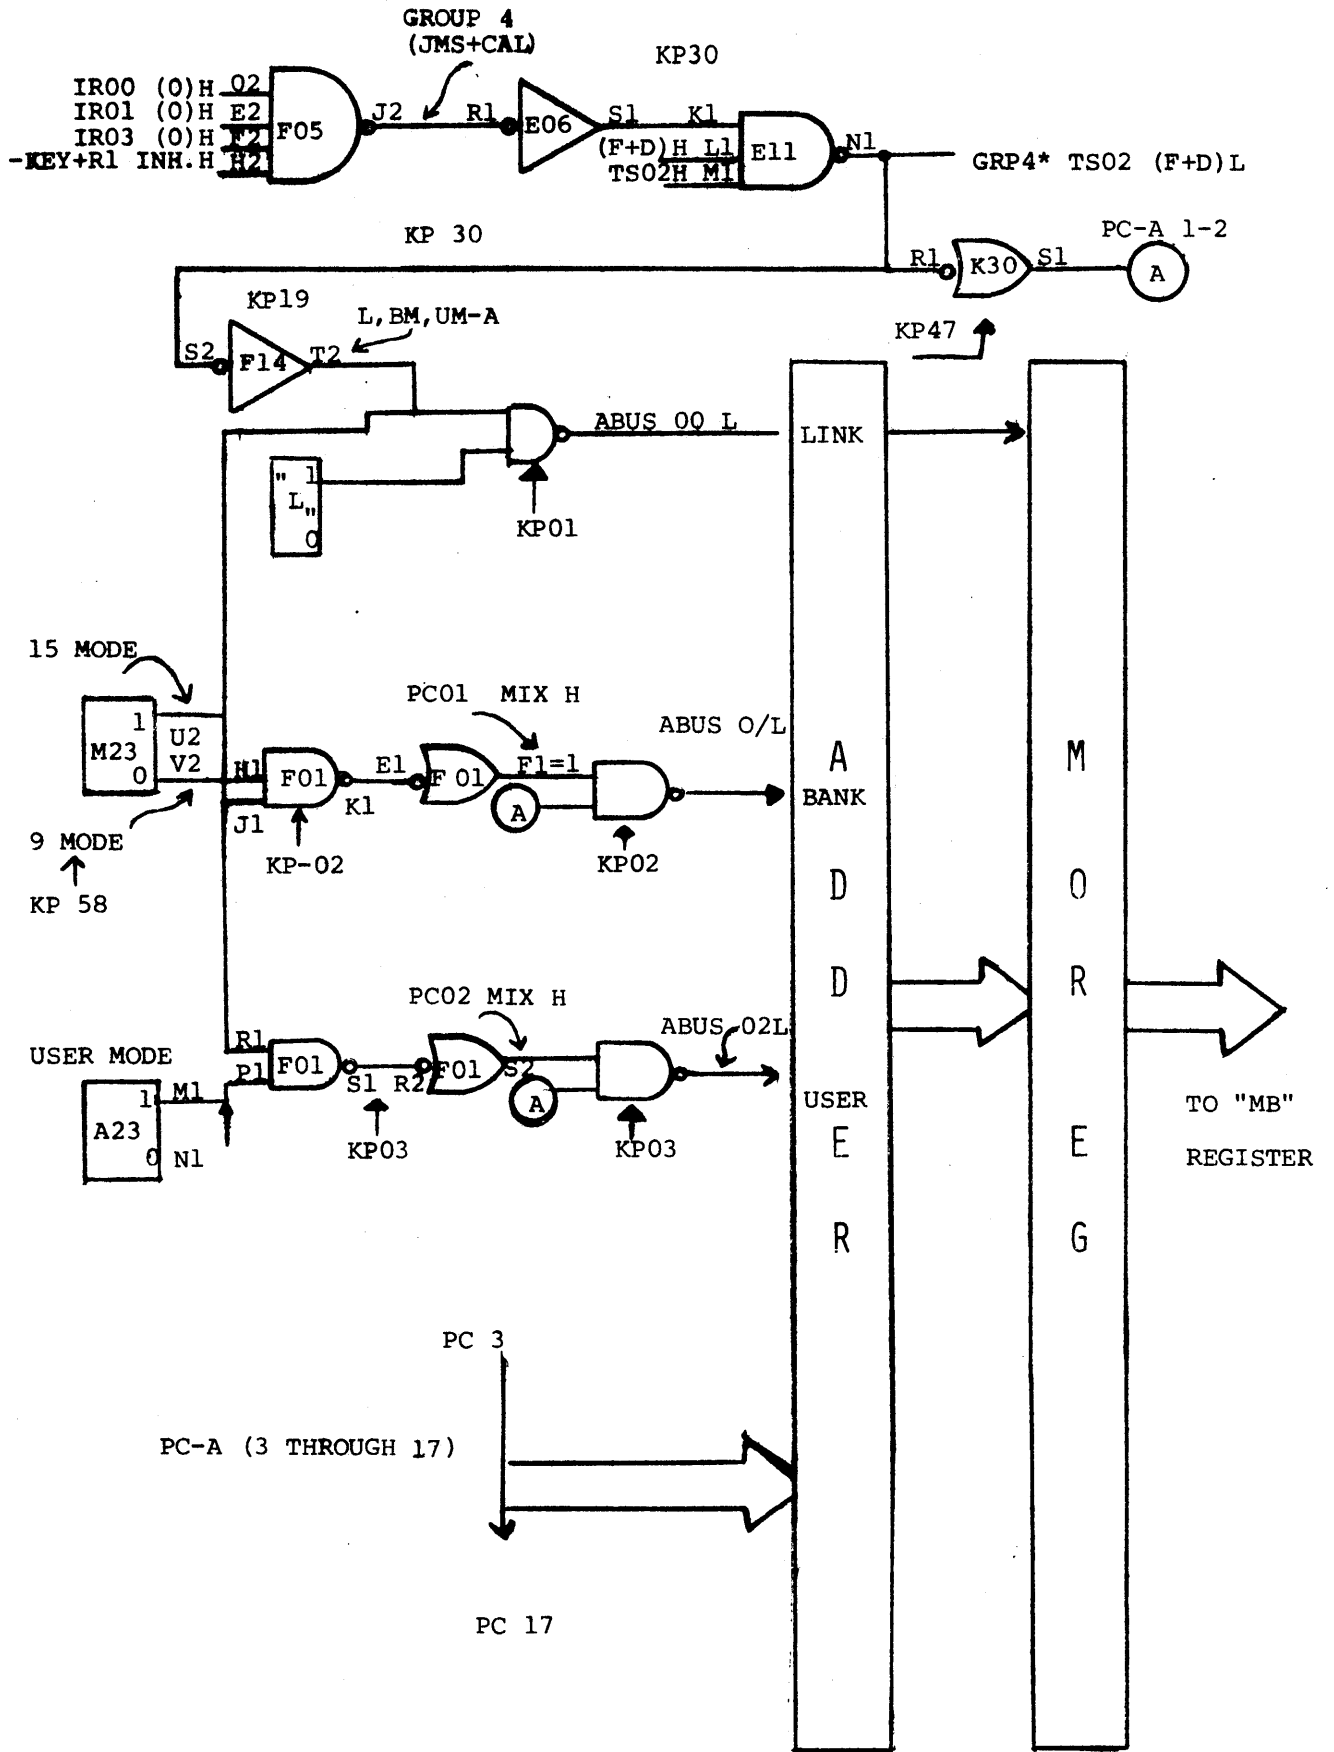 GROUP 4
(JMS+CAL)
KP30
IR00 (0)H O2
IR01 (0)H E2
IR03 (0)H F2
-KEY+R1 INH.H H2
F05
J2
R1
E06
S1
K1
(F+D)H L1
TS02H M1
E11
N1
GRP4* TS02 (F+D)L
KP 30
PC-A 1-2
R1
K30
S1
A
KP19
L,BM,UM-A
KP47
S2
F14
T2
ABUS 00 L
LINK
" 1
L "
0
KP01
15 MODE
PC01 MIX H
ABUS O/L
1
M23
0
U2
V2
H1
J1
F01
K1
E1
F 01
F1=1
A
BANK
9 MODE
KP-02
KP02
KP 58
PC02 MIX H
ABUS 02L
USER MODE
R1
P1
F01
S1
R2
F01
S2
A
1
A23
0
M1
N1
KP03
KP03
USER
A
D
D
E
R
M
O
R
E
G
TO "MB"
REGISTER
PC 3
PC-A (3 THROUGH 17)
PC 17